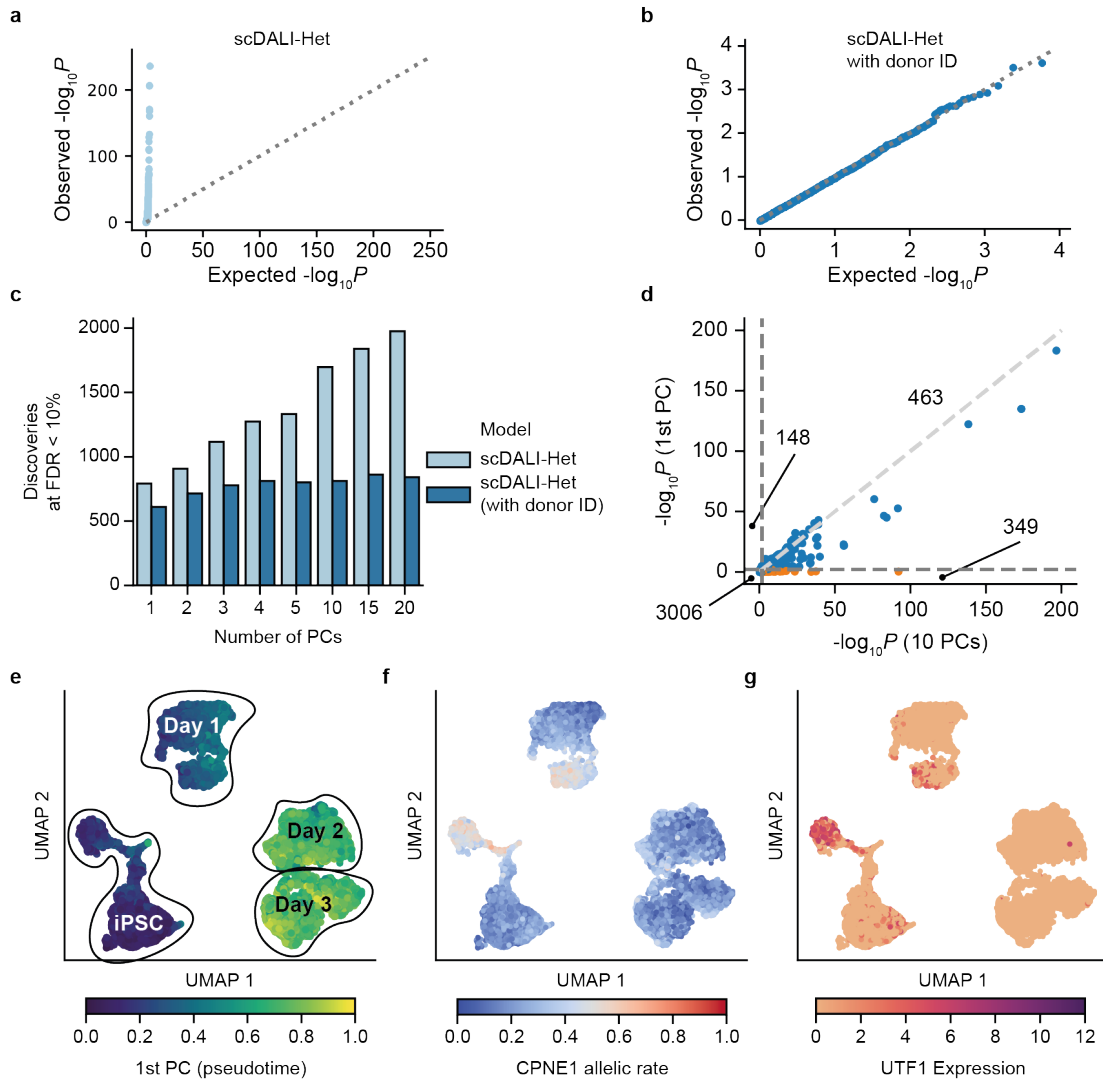 a
scDALI-Het
Observed -log10P
200
100
0
0 50 100 150 200 250
Expected -log10P
b
scDALI-Het
with donor ID
Observed -log10P
4
3
2
1
0
0 1 2 3 4
Expected -log10P
c
Discoveries
at FDR < 10%
2000
1500
1000
500
0
1 2 3 4 5 10 15 20
Number of PCs
Model
scDALI-Het
scDALI-Het
(with donor ID)
d
-log10P (1st PC)
200
150
100
50
0
463
148
349
3006
0 50 100 150 200
-log10P (10 PCs)
e
UMAP 2
Day 1
Day 2
Day 3
iPSC
UMAP 1
0.0 0.2 0.4 0.6 0.8 1.0
1st PC (pseudotime)
f
UMAP 2
UMAP 1
0.0 0.2 0.4 0.6 0.8 1.0
CPNE1 allelic rate
g
UMAP 2
UMAP 1
0 2 4 6 8 10 12
UTF1 Expression